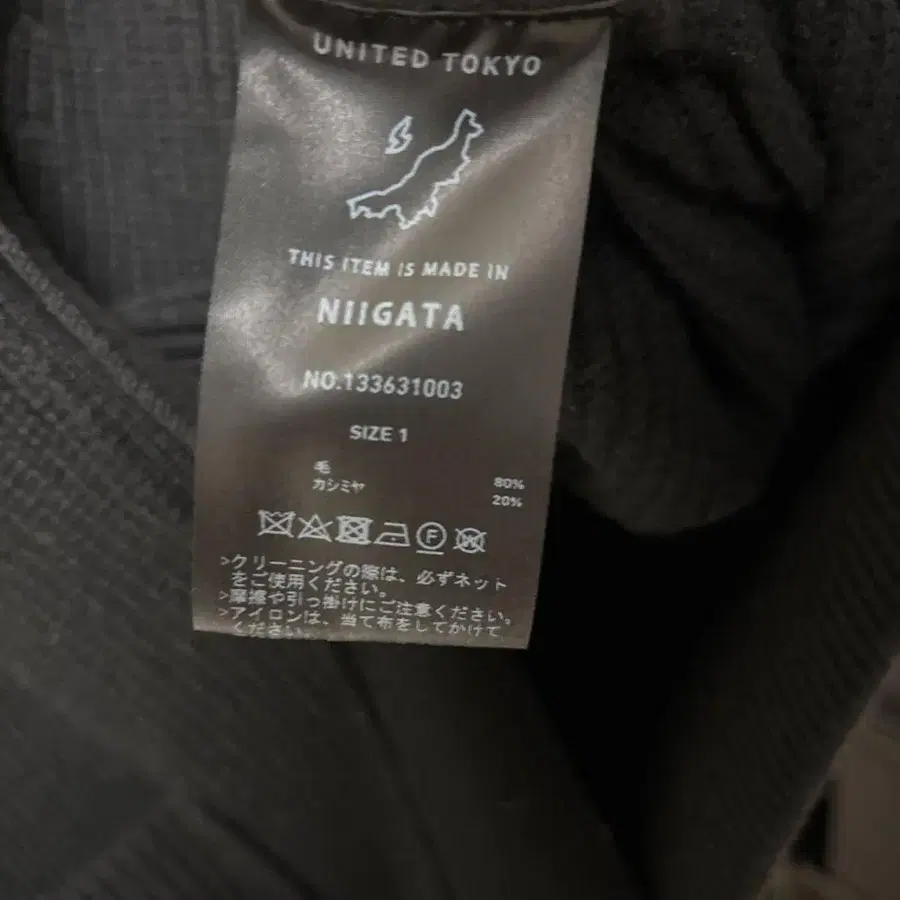 UNITED TOKYO
THIS ITEM IS MADE IN
NIIGATA
NO.133631003
SIZE 1
毛 80%
カシミヤ 20%
F
W
>クリーニングの際は、必ずネット
をご使用ください。
>摩擦や引っ掛けにご注意ください。
>アイロンは、当て布をしてかけて
ください。